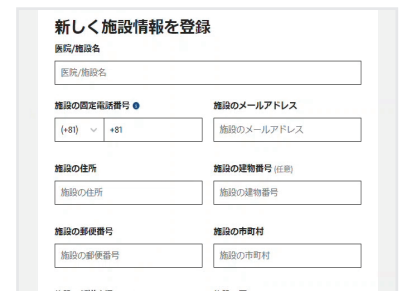 新しく施設情報を登録
医院/施設名
医院/施設名
施設の固定電話番号
施設のメールアドレス
(+81) +81
施設のメールアドレス
施設の住所
施設の建物番号 (任意)
施設の住所
施設の建物番号
施設の郵便番号
施設の市町村
施設の郵便番号
施設の市町村